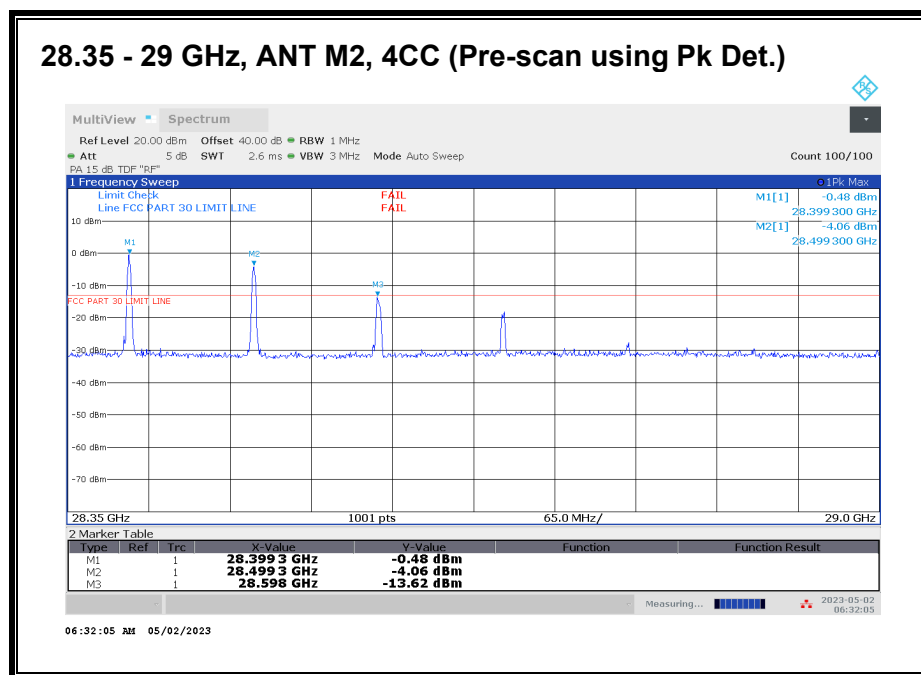 28.35 - 29 GHz, ANT M2, 4CC (Pre-scan using Pk Det.)
R&S
MultiView Spectrum
Ref Level 20.00 dBm Offset 40.00 dB RBW 1 MHz
Att 5 dB SWT 2.6 ms VBW 3 MHz Mode Auto Sweep Count 100/100
PA 15 dB TDF "RF"
1 Frequency Sweep 1Pk Max
Limit Check FAIL M1[1] -0.48 dBm
Line FCC PART 30 LIMIT LINE FAIL 28.399 300 GHz
10 dBm M2[1] -4.06 dBm
28.499 300 GHz
M1
0 dBm M2
-10 dBm M3
FCC PART 30 LIMIT LINE
-20 dBm
-30 dBm
-40 dBm
-50 dBm
-60 dBm
-70 dBm
28.35 GHz 1001 pts 65.0 MHz/ 29.0 GHz
2 Marker Table
Type Ref Trc X-Value Y-Value Function Function Result
M1 1 28.399 3 GHz -0.48 dBm
M2 1 28.499 3 GHz -4.06 dBm
M3 1 28.598 GHz -13.62 dBm
Measuring... 2023-05-02
06:32:05
06:32:05 AM 05/02/2023